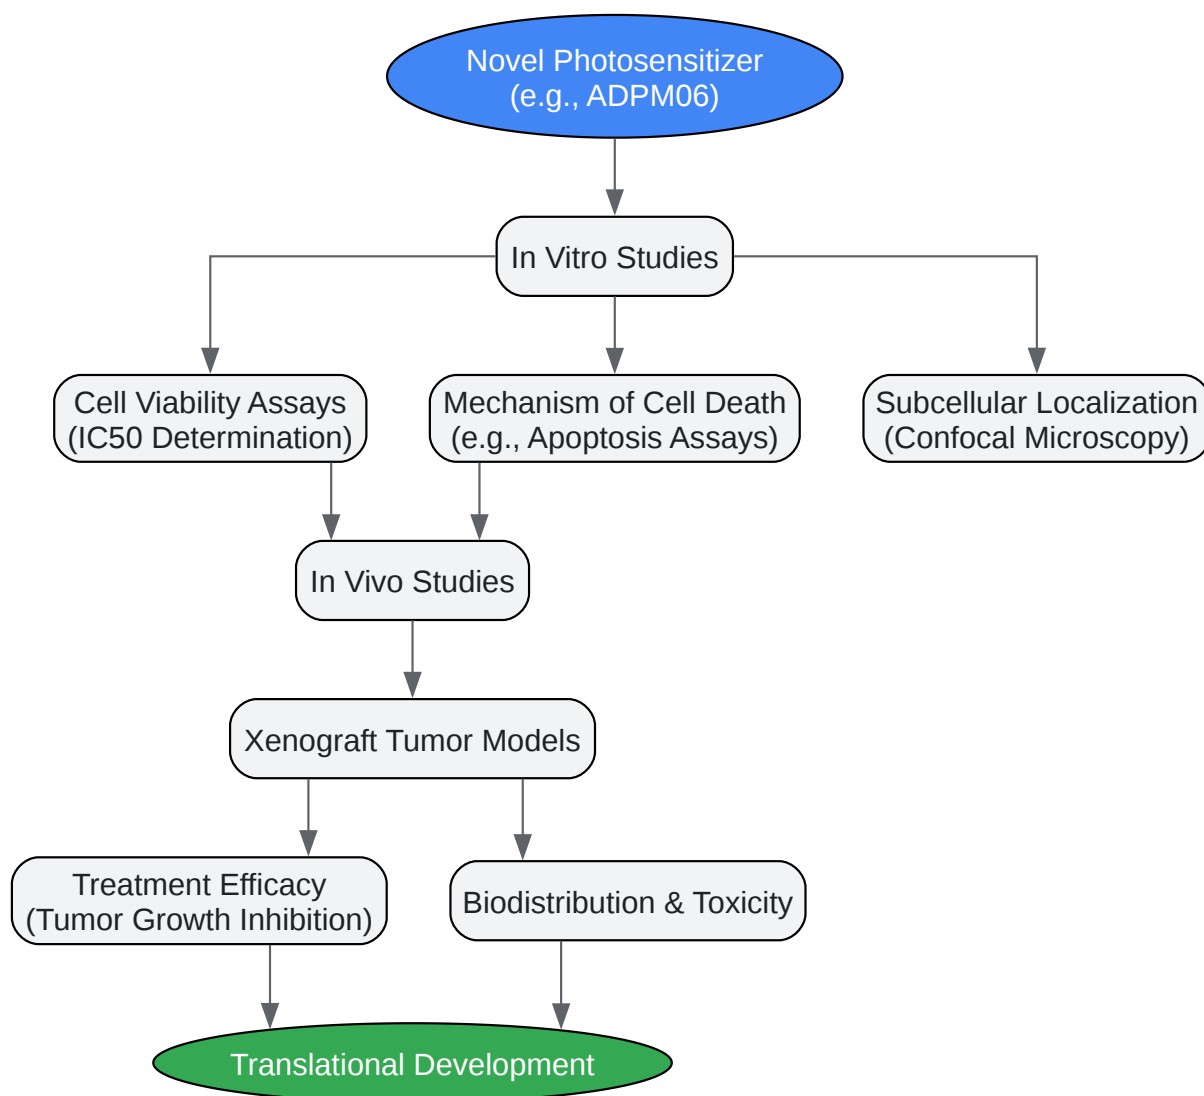 Novel Photosensitizer
(e.g., ADPM06)
In Vitro Studies
Cell Viability Assays
(IC50 Determination)
Mechanism of Cell Death
(e.g., Apoptosis Assays)
Subcellular Localization
(Confocal Microscopy)
In Vivo Studies
Xenograft Tumor Models
Treatment Efficacy
(Tumor Growth Inhibition)
Biodistribution & Toxicity
Translational Development